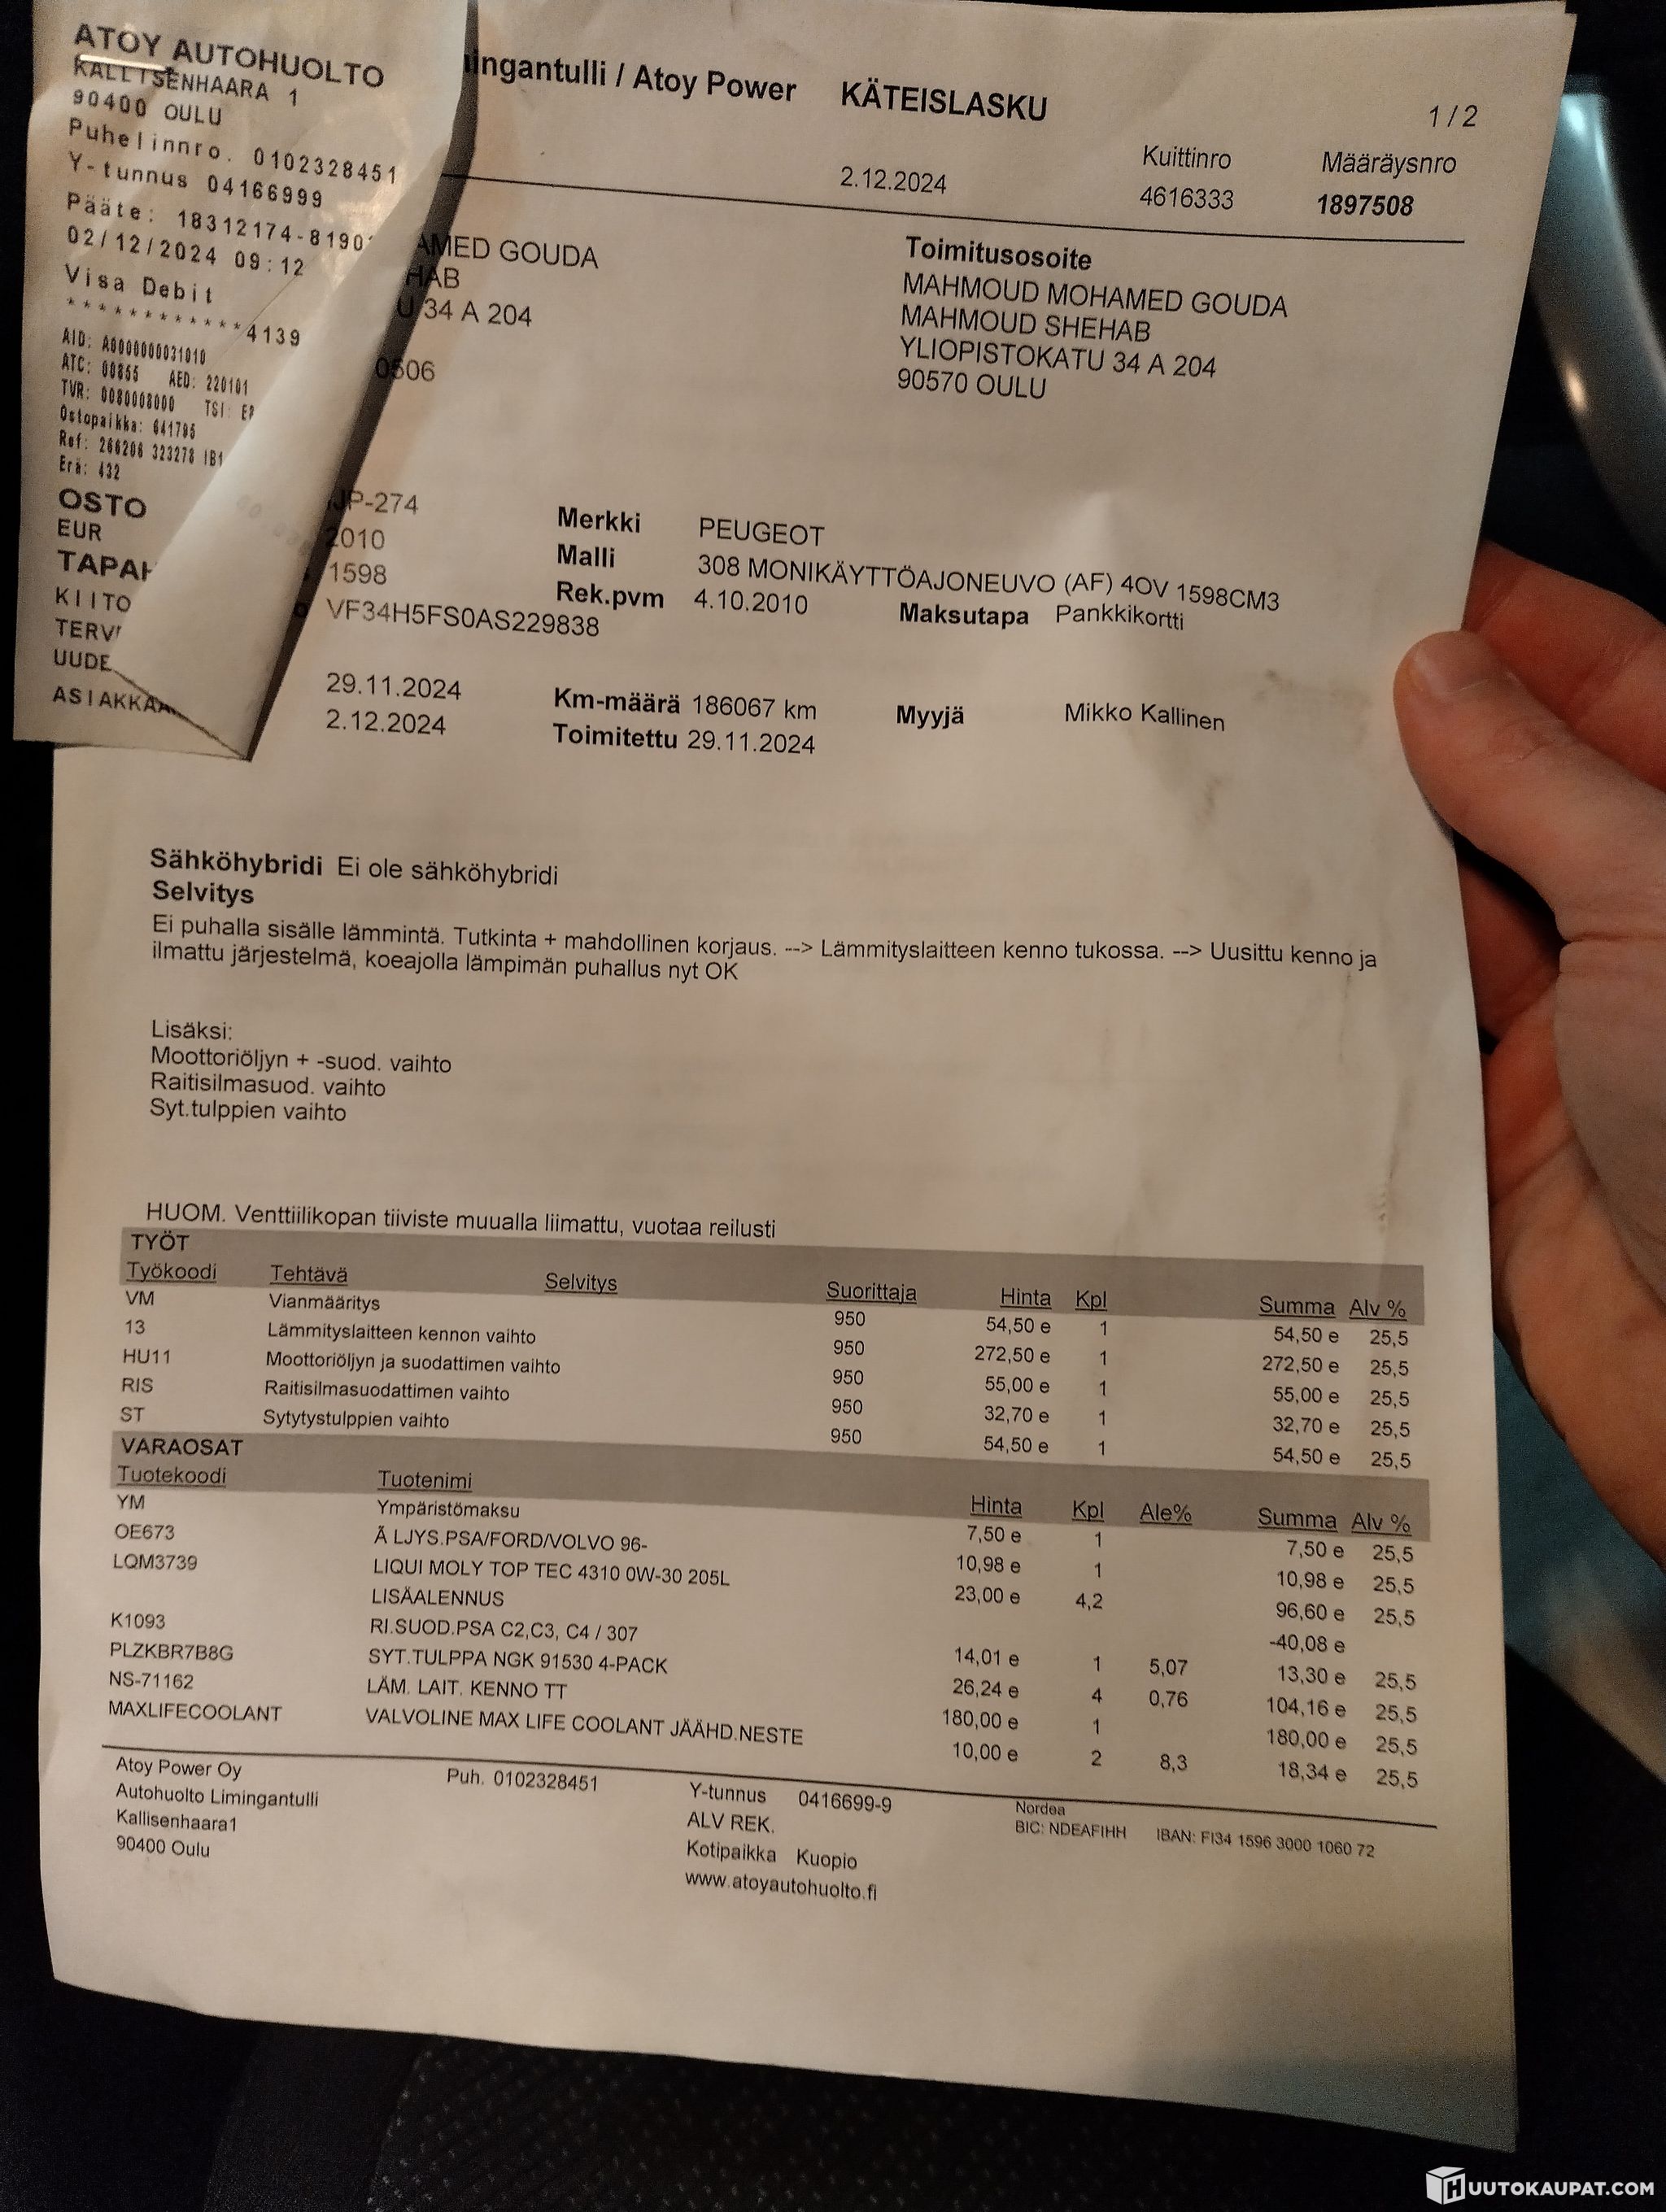 ATOY AUTOHUOLTO
KALLISENHAARA 1
90400 OULU
Puhelinnro. 0102328451
Y-tunnus 04166999
Pääte: 18312174-8190
02/12/2024 09:12
Visa Debit
************4139
AID: A0000000031010
ATC: 00855 AED: 220101
TVR: 0080008000 TSI:
Ostopaikka: 641795
Ref: 266206 323278 IB1
Erä: 432
OSTO
EUR
TAPAH
KIITO
TERV
UUDE
ASIAKKAA
ingantulli / Atoy Power KÄTEISLASKU
1 / 2
2.12.2024
Kuittinro Määräysnro
4616333 1897508
AMED GOUDA
HAB
U 34 A 204
0506
Toimitusosoite
MAHMOUD MOHAMED GOUDA
MAHMOUD SHEHAB
YLIOPISTOKATU 34 A 204
90570 OULU
JP-274 Merkki PEUGEOT
2010 Malli 308 MONIKÄYTTÖAJONEUVO (AF) 4OV 1598CM3
1598 Rek.pvm 4.10.2010 Maksutapa Pankkikortti
VF34H5FS0AS229838
29.11.2024 Km-määrä 186067 km Myyjä Mikko Kallinen
2.12.2024 Toimitettu 29.11.2024
Sähköhybridi Ei ole sähköhybridi
Selvitys
Ei puhalla sisälle lämmintä. Tutkinta + mahdollinen korjaus. --> Lämmityslaitteen kenno tukossa. --> Uusittu kenno ja
ilmattu järjestelmä, koeajolla lämpimän puhallus nyt OK
Lisäksi:
Moottoriöljyn + -suod. vaihto
Raitisilmasuod. vaihto
Syt.tulppien vaihto
HUOM. Venttiilikopan tiiviste muualla liimattu, vuotaa reilusti
TYÖT
Työkoodi Tehtävä Selvitys Suorittaja Hinta Kpl Summa Alv %
VM Vianmääritys 950 54,50 e 1 54,50 e 25,5
13 Lämmityslaitteen kennon vaihto 950 272,50 e 1 272,50 e 25,5
HU11 Moottoriöljyn ja suodattimen vaihto 950 55,00 e 1 55,00 e 25,5
RIS Raitisilmasuodattimen vaihto 950 32,70 e 1 32,70 e 25,5
ST Sytytystulppien vaihto 950 54,50 e 1 54,50 e 25,5
VARAOSAT
Tuotekoodi Tuotenimi Hinta Kpl Ale% Summa Alv %
YM Ympäristömaksu 7,50 e 1 7,50 e 25,5
OE673 Ä LJYS.PSA/FORD/VOLVO 96- 10,98 e 1 10,98 e 25,5
LQM3739 LIQUI MOLY TOP TEC 4310 0W-30 205L 23,00 e 4,2 96,60 e 25,5
LISÄALENNUS -40,08 e
K1093 RI.SUOD.PSA C2,C3, C4 / 307 14,01 e 1 5,07 13,30 e 25,5
PLZKBR7B8G SYT.TULPPA NGK 91530 4-PACK 26,24 e 4 0,76 104,16 e 25,5
NS-71162 LÄM. LAIT. KENNO TT 180,00 e 1 180,00 e 25,5
MAXLIFECOOLANT VALVOLINE MAX LIFE COOLANT JÄÄHD.NESTE 10,00 e 2 8,3 18,34 e 25,5
Atoy Power Oy Puh. 0102328451 Y-tunnus 0416699-9 Nordea
Autohuolto Limingantulli ALV REK. BIC: NDEAFIHH IBAN: FI34 1596 3000 1060 72
Kallisenhaara1 Kotipaikka Kuopio
90400 Oulu www.atoyautohuolto.fi
HUUTOKAUPAT.COM